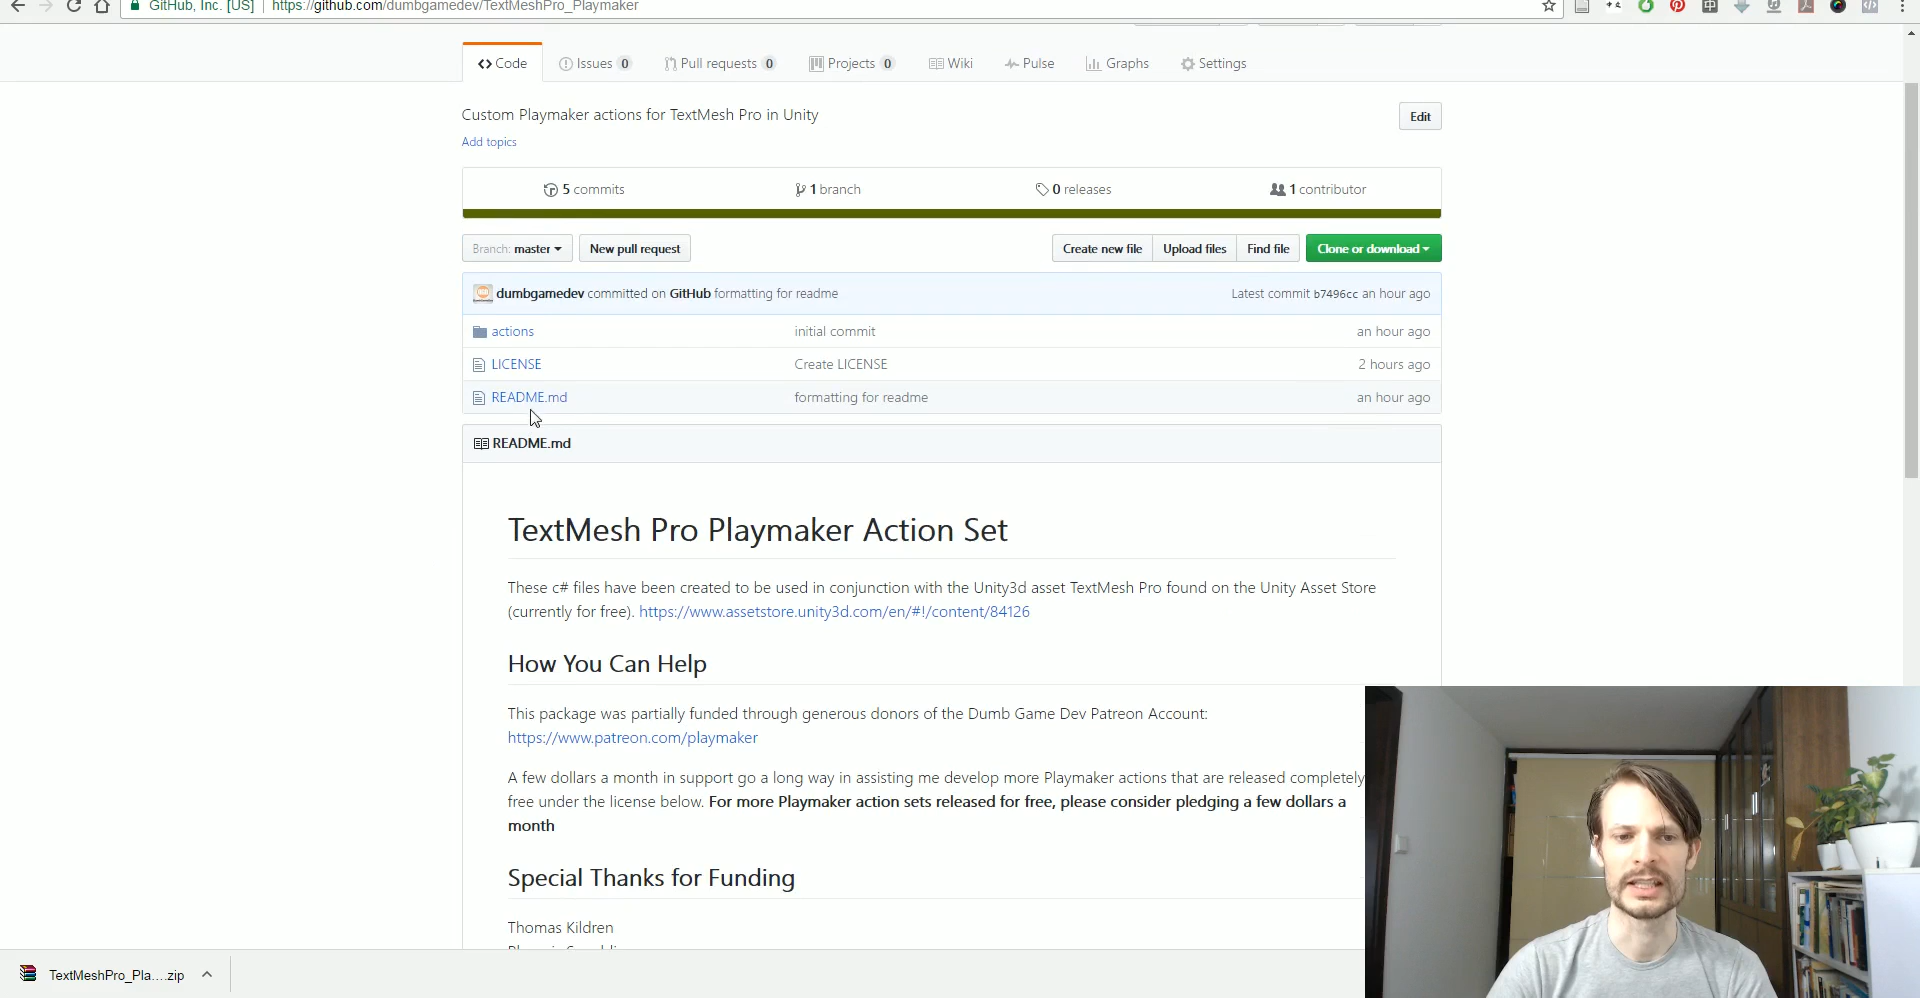 GitHub, Inc. [US] https://github.com/dumbgamedev/TextMeshPro_Playmaker
Code Issues 0 Pull requests 0 Projects 0 Wiki Pulse Graphs Settings
Custom Playmaker actions for TextMesh Pro in Unity Edit
Add topics
5 commits 1 branch 0 releases 1 contributor
Branch: master New pull request Create new file Upload files Find file Clone or download
dumbgamedev committed on GitHub formatting for readme Latest commit b7496cc an hour ago
actions initial commit an hour ago
LICENSE Create LICENSE 2 hours ago
README.md formatting for readme an hour ago
README.md
TextMesh Pro Playmaker Action Set
These c# files have been created to be used in conjunction with the Unity3d asset TextMesh Pro found on the Unity Asset Store
(currently for free). https://www.assetstore.unity3d.com/en/#!/content/84126
How You Can Help
This package was partially funded through generous donors of the Dumb Game Dev Patreon Account:
https://www.patreon.com/playmaker
A few dollars a month in support go a long way in assisting me develop more Playmaker actions that are released completely
free under the license below. For more Playmaker action sets released for free, please consider pledging a few dollars a
month
Special Thanks for Funding
Thomas Kildren
TextMeshPro_Pla....zip